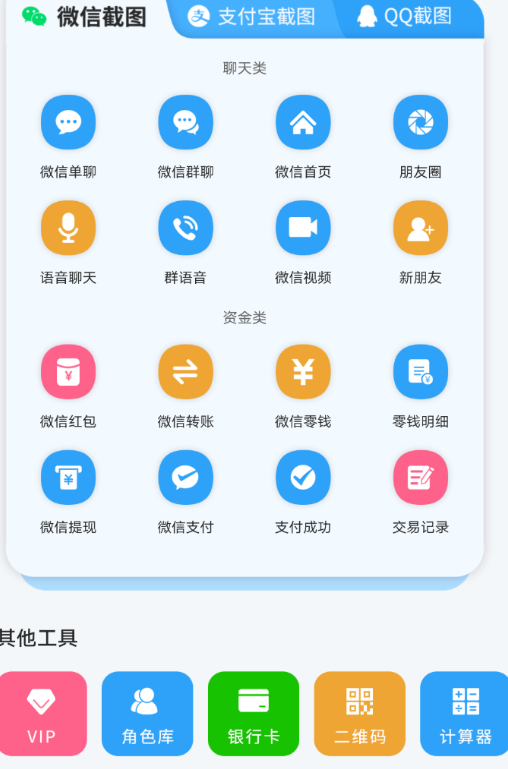 微信截图 支付宝截图 QQ截图
聊天类
微信单聊 微信群聊 微信首页 朋友圈
语音聊天 群语音 微信视频 新朋友
资金类
微信红包 微信转账 微信零钱 零钱明细
微信提现 微信支付 支付成功 交易记录
其他工具
VIP 角色库 银行卡 二维码 计算器